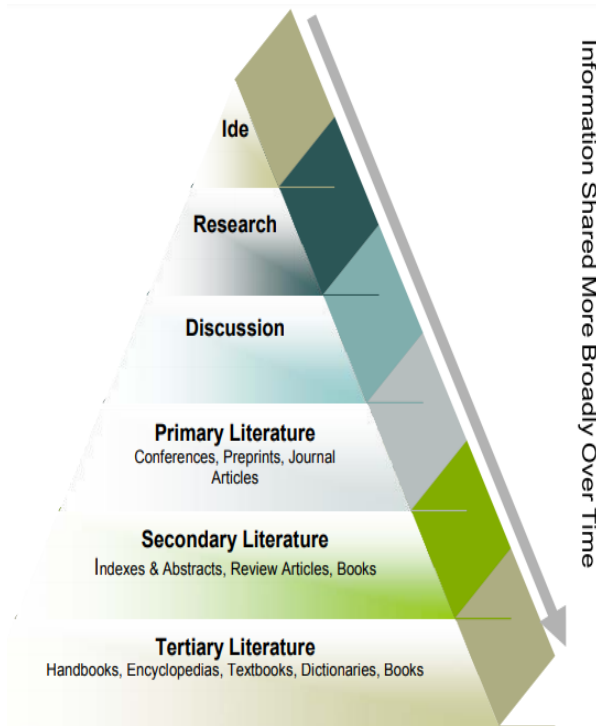 Ide
Research
Discussion
Primary Literature
Conferences, Preprints, Journal
Articles
Secondary Literature
Indexes & Abstracts, Review Articles, Books
Tertiary Literature
Handbooks, Encyclopedias, Textbooks, Dictionaries, Books
Information Shared More Broadly Over Time